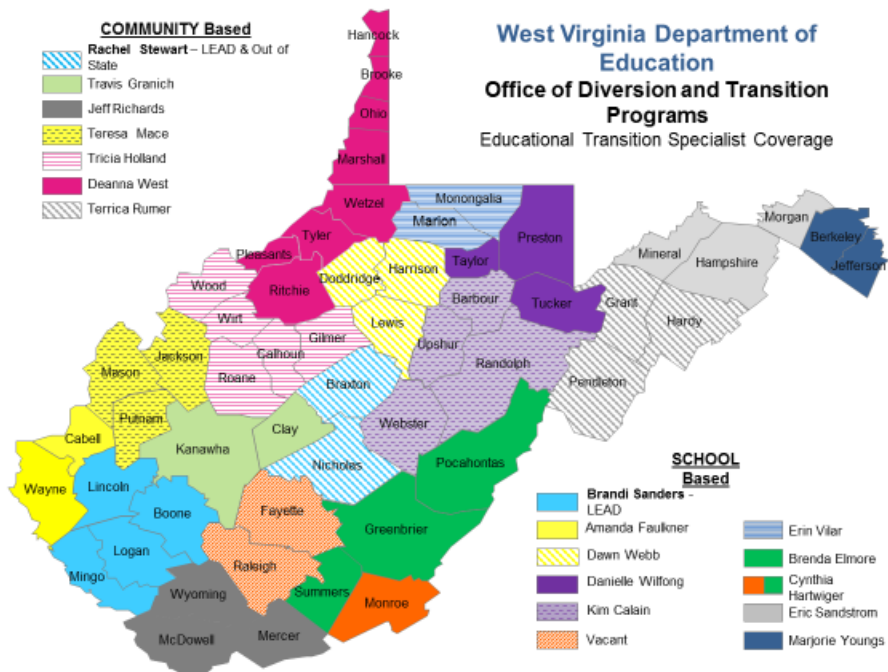 COMMUNITY Based
Rachel Stewart – LEAD & Out of
State
Travis Granich
Jeff Richards
Teresa Mace
Tricia Holland
Deanna West
Terrica Rumer
West Virginia Department of
Education
Office of Diversion and Transition
Programs
Educational Transition Specialist Coverage
Hancock
Brooke
Ohio
Marshall
Wetzel
Monongalia
Marion
Preston
Morgan
Berkeley
Jefferson
Mineral
Hampshire
Tyler
Pleasants
Doddridge
Harrison
Taylor
Wood
Ritchie
Barbour
Tucker
Grant
Wirt
Lewis
Hardy
Gilmer
Upshur
Jackson
Calhoun
Randolph
Mason
Roane
Braxton
Pendleton
Putnam
Webster
Cabell
Kanawha
Clay
Nicholas
Pocahontas
Wayne
Lincoln
Boone
Fayette
Greenbrier
Logan
Mingo
Raleigh
Summers
Monroe
Wyoming
McDowell
Mercer
SCHOOL
Based
Brandi Sanders -
LEAD
Amanda Faulkner
Dawn Webb
Danielle Wilfong
Kim Calain
Vacant
Erin Vilar
Brenda Elmore
Cynthia
Hartwiger
Eric Sandstrom
Marjorie Youngs